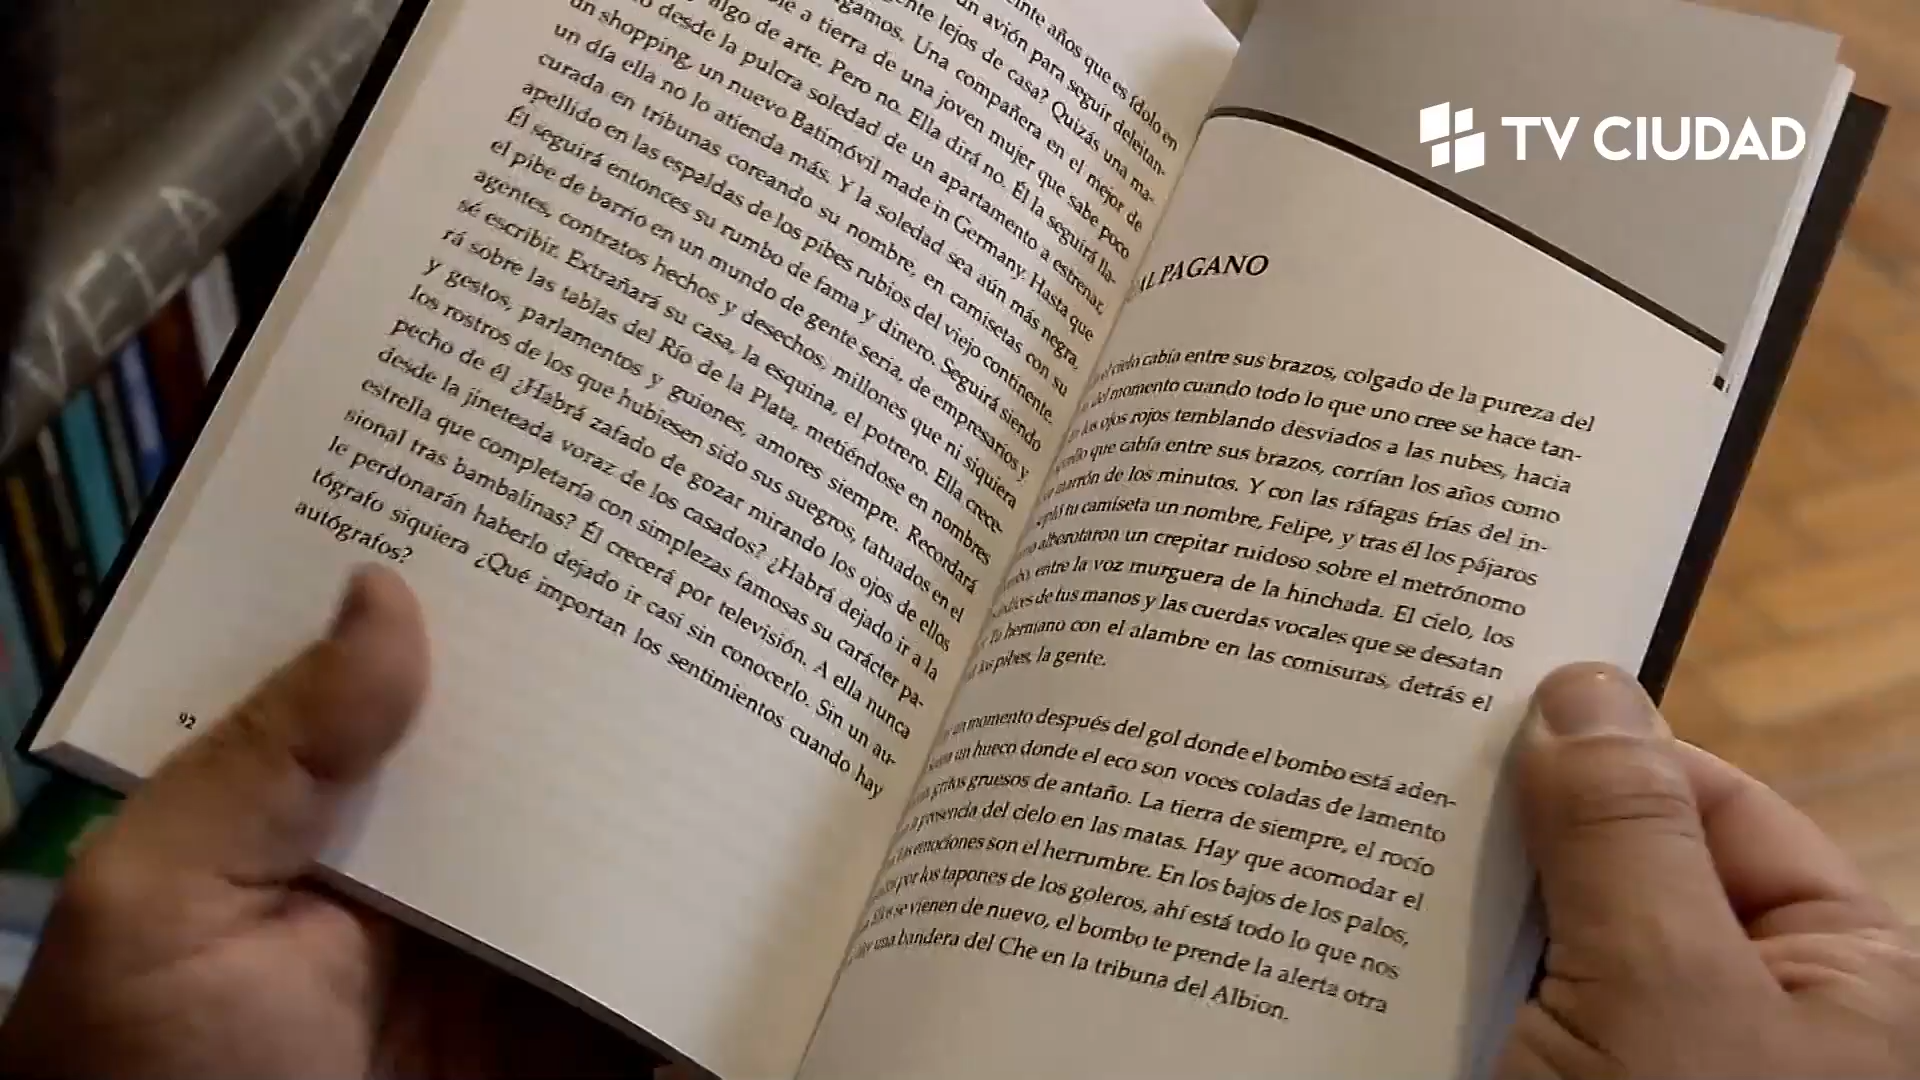 TV CIUDAD
einte años que es ídolo en
un avión para seguir deleitan-
gente lejos de casa? Quizás una ma-
agamos. Una compañera en el mejor de
a tierra de una joven mujer que sabe poco
algo de arte. Pero no. Ella dirá no. Él la seguirá lla-
desde la pulcra soledad de un apartamento a estrenar,
un shopping, un nuevo Batimóvil made in Germany. Hasta que
un día ella no lo atienda más. Y la soledad sea aún más negra,
curada en tribunas coreando su nombre, en camisetas con su
apellido en las espaldas de los pibes rubios del viejo continente.
Él seguirá entonces su rumbo de fama y dinero. Seguirá siendo
el pibe de barrio en un mundo de gente seria, de empresarios y
agentes, contratos hechos y desechos, millones que ni siquiera
sé escribir. Extrañará su casa, la esquina, el potrero. Ella crece-
rá sobre las tablas del Río de la Plata, metiéndose en nombres
y gestos, parlamentos y guiones, amores siempre. Recordará
los rostros de los que hubiesen sido sus suegros, tatuados en el
pecho de él ¿Habrá zafado de gozar mirando los ojos de ellos
desde la jineteada voraz de los casados? ¿Habrá dejado ir a la
estrella que completaría con simplezas famosas su carácter pa-
sional tras bambalinas? Él crecerá por televisión. A ella nunca
le perdonarán haberlo dejado ir casi sin conocerlo. Sin un au-
tógrafo siquiera ¿Qué importan los sentimientos cuando hay
autógrafos?
92
PAGANO
el cielo cabía entre sus brazos, colgado de la pureza del
del momento cuando todo lo que uno cree se hace tan-
los ojos rojos temblando desviados a las nubes, hacia
que cabía entre sus brazos, corrían los años como
marrón de los minutos. Y con las ráfagas frías del in-
tu camiseta un nombre, Felipe, y tras él los pájaros
alborotaron un crepitar ruidoso sobre el metrónomo
entre la voz murguera de la hinchada. El cielo, los
de tus manos y las cuerdas vocales que se desatan
hermano con el alambre en las comisuras, detrás él
los pibes, la gente.
un momento después del gol donde el bombo está aden-
un hueco donde el eco son voces coladas de lamento
gritos gruesos de antaño. La tierra de siempre, el rocío
presencia del cielo en las matas. Hay que acomodar el
emociones son el herrumbre. En los bajos de los palos,
por los tapones de los goleros, ahí está todo lo que nos
se vienen de nuevo, el bombo te prende la alerta otra
una bandera del Che en la tribuna del Albion.